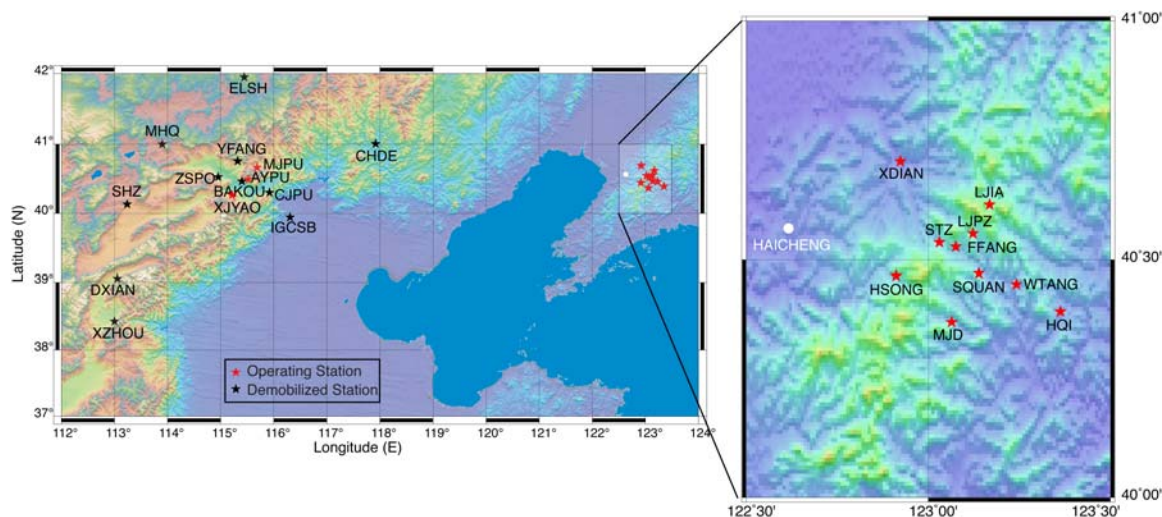 42°
41°
40°
39°
38°
37°
Latitude (N)
ELSH
MHQ
YFANG
MJPU
CHDE
ZSPO
AYPU
BAKOU
CJPU
SHZ
XJYAO
IGCSB
DXIAN
XZHOU
Operating Station
Demobilized Station
112°
113°
114°
115°
116°
117°
118°
119°
120°
121°
122°
123°
124°
Longitude (E)
41°00'
XDIAN
LJIA
LJPZ
STZ
FFANG
HAICHENG
40°30'
HSONG
SQUAN
WTANG
MJD
HQI
40°00'
122°30'
123°00'
123°30'